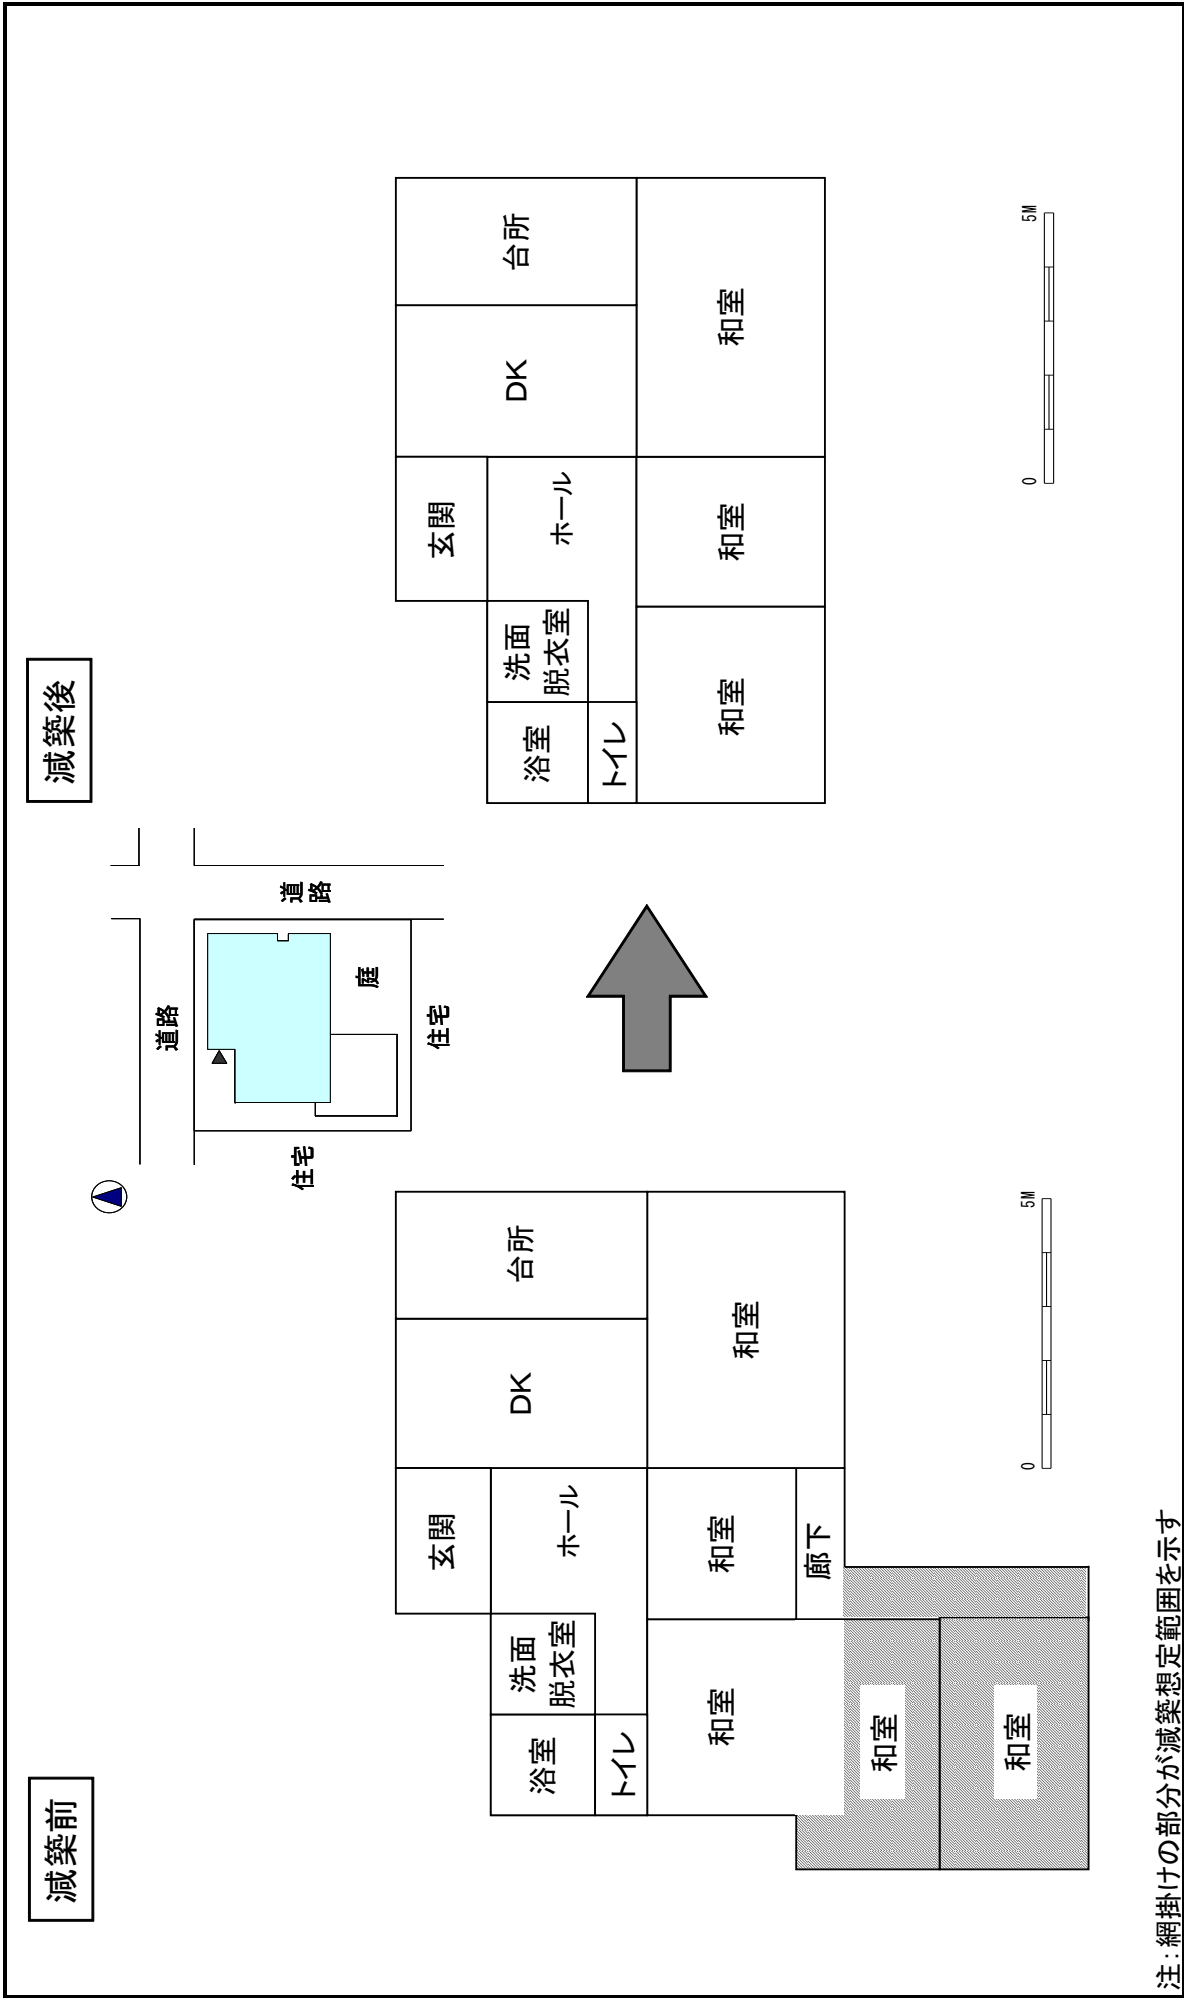 減築前
減築後
道路
道路
住宅
庭
住宅
玄関
DK
台所
浴室
洗面
脱衣室
ホール
トイレ
和室
和室
和室
廊下
和室
和室
0
5M
玄関
DK
台所
浴室
洗面
脱衣室
ホール
トイレ
和室
和室
和室
0
5M
注:網掛けの部分が減築想定範囲を示す